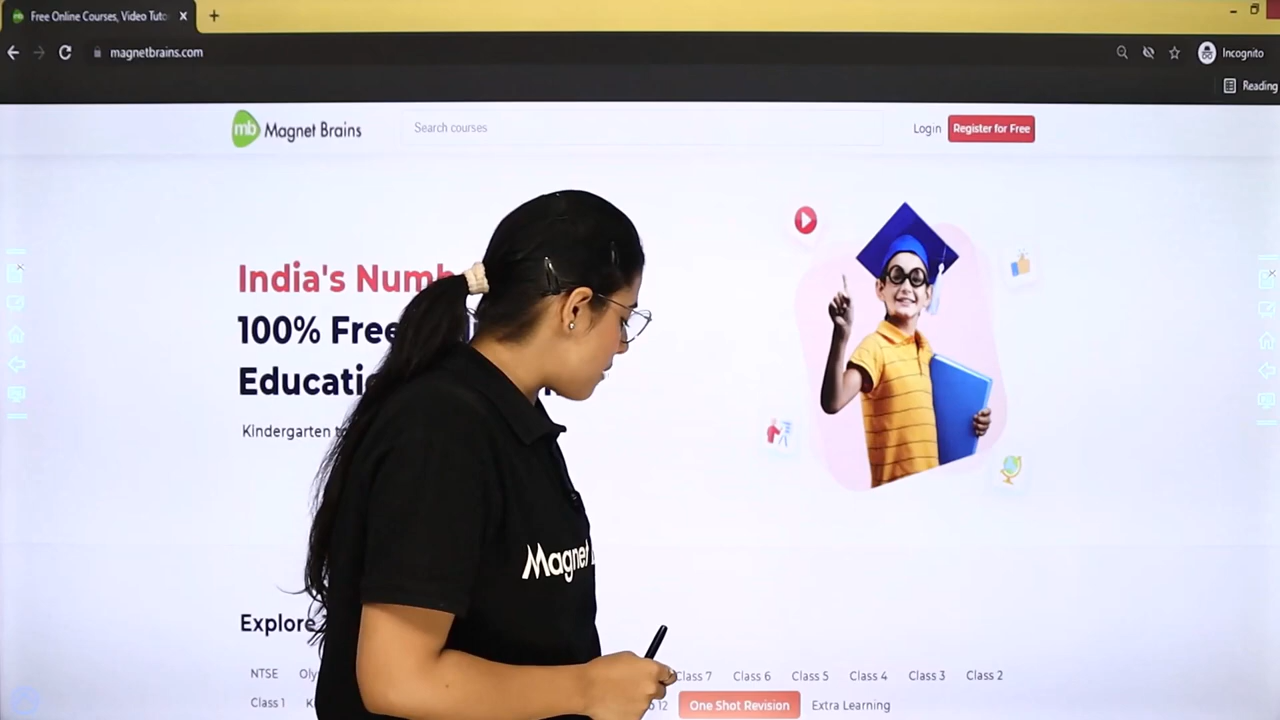 Free Online Courses, Video Tuto
magnetbrains.com
Incognito
Reading
mb Magnet Brains
Search courses
Login
Register for Free
India's Numb
100% Free
Educati
Kindergarten
Magnet
Explore
NTSE
Class 7
Class 6
Class 5
Class 4
Class 3
Class 2
Class 1
K
12
One Shot Revision
Extra Learning